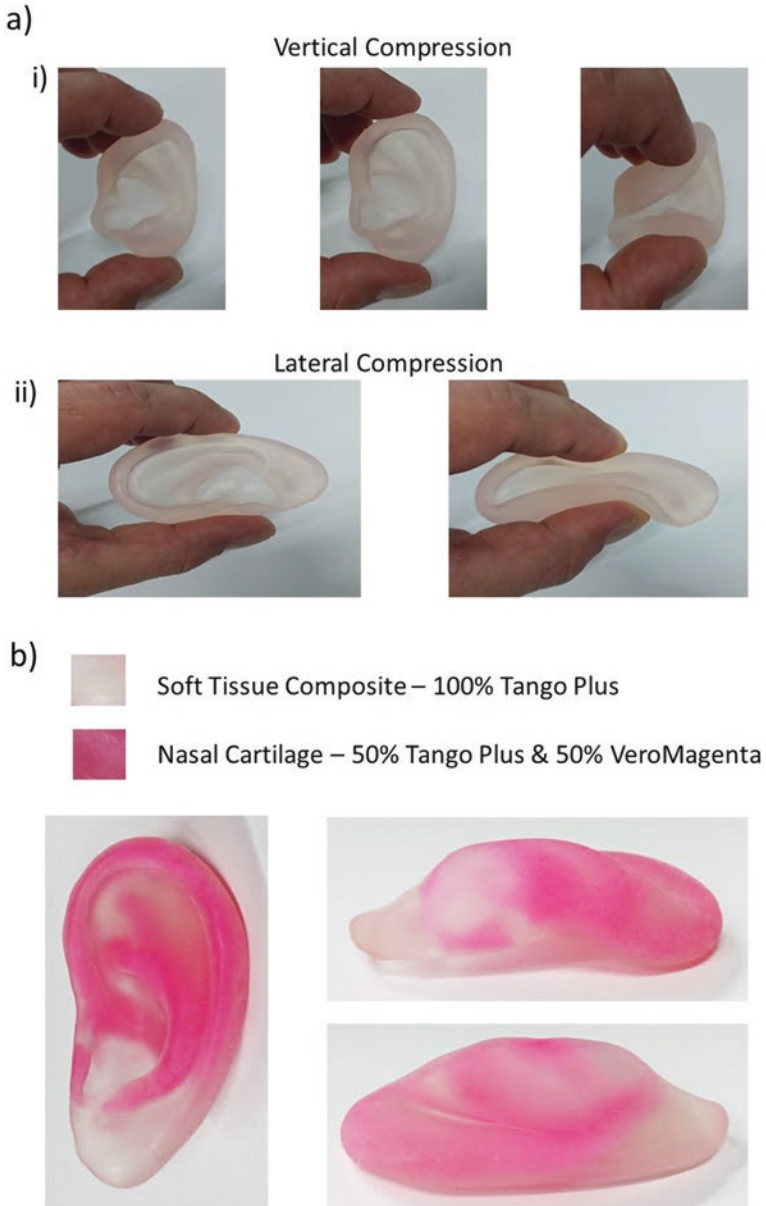 a)
Vertical Compression
i)
Lateral Compression
ii)
b)
Soft Tissue Composite – 100% Tango Plus
Nasal Cartilage – 50% Tango Plus & 50% VeroMagenta